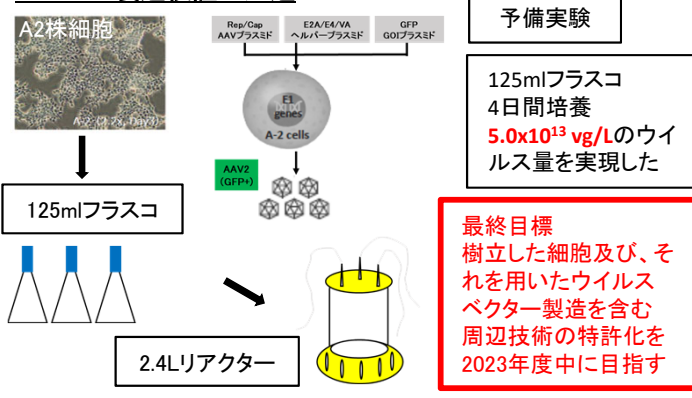 A2株細胞
A-2 (3.2x, Day3)
Rep/Cap
AAVプラスミド
E2A/E4/VA
ヘルパープラスミド
GFP
GOIプラスミド
E1
genes
A-2 cells
AAV2
(GFP+)
125mlフラスコ
2.4Lリアクター
予備実験
125mlフラスコ
4日間培養
5.0x10¹³ vg/Lのウイ
ルス量を実現した
最終目標
樹立した細胞及び、そ
れを用いたウイルス
ベクター製造を含む
周辺技術の特許化を
2023年度中に目指す